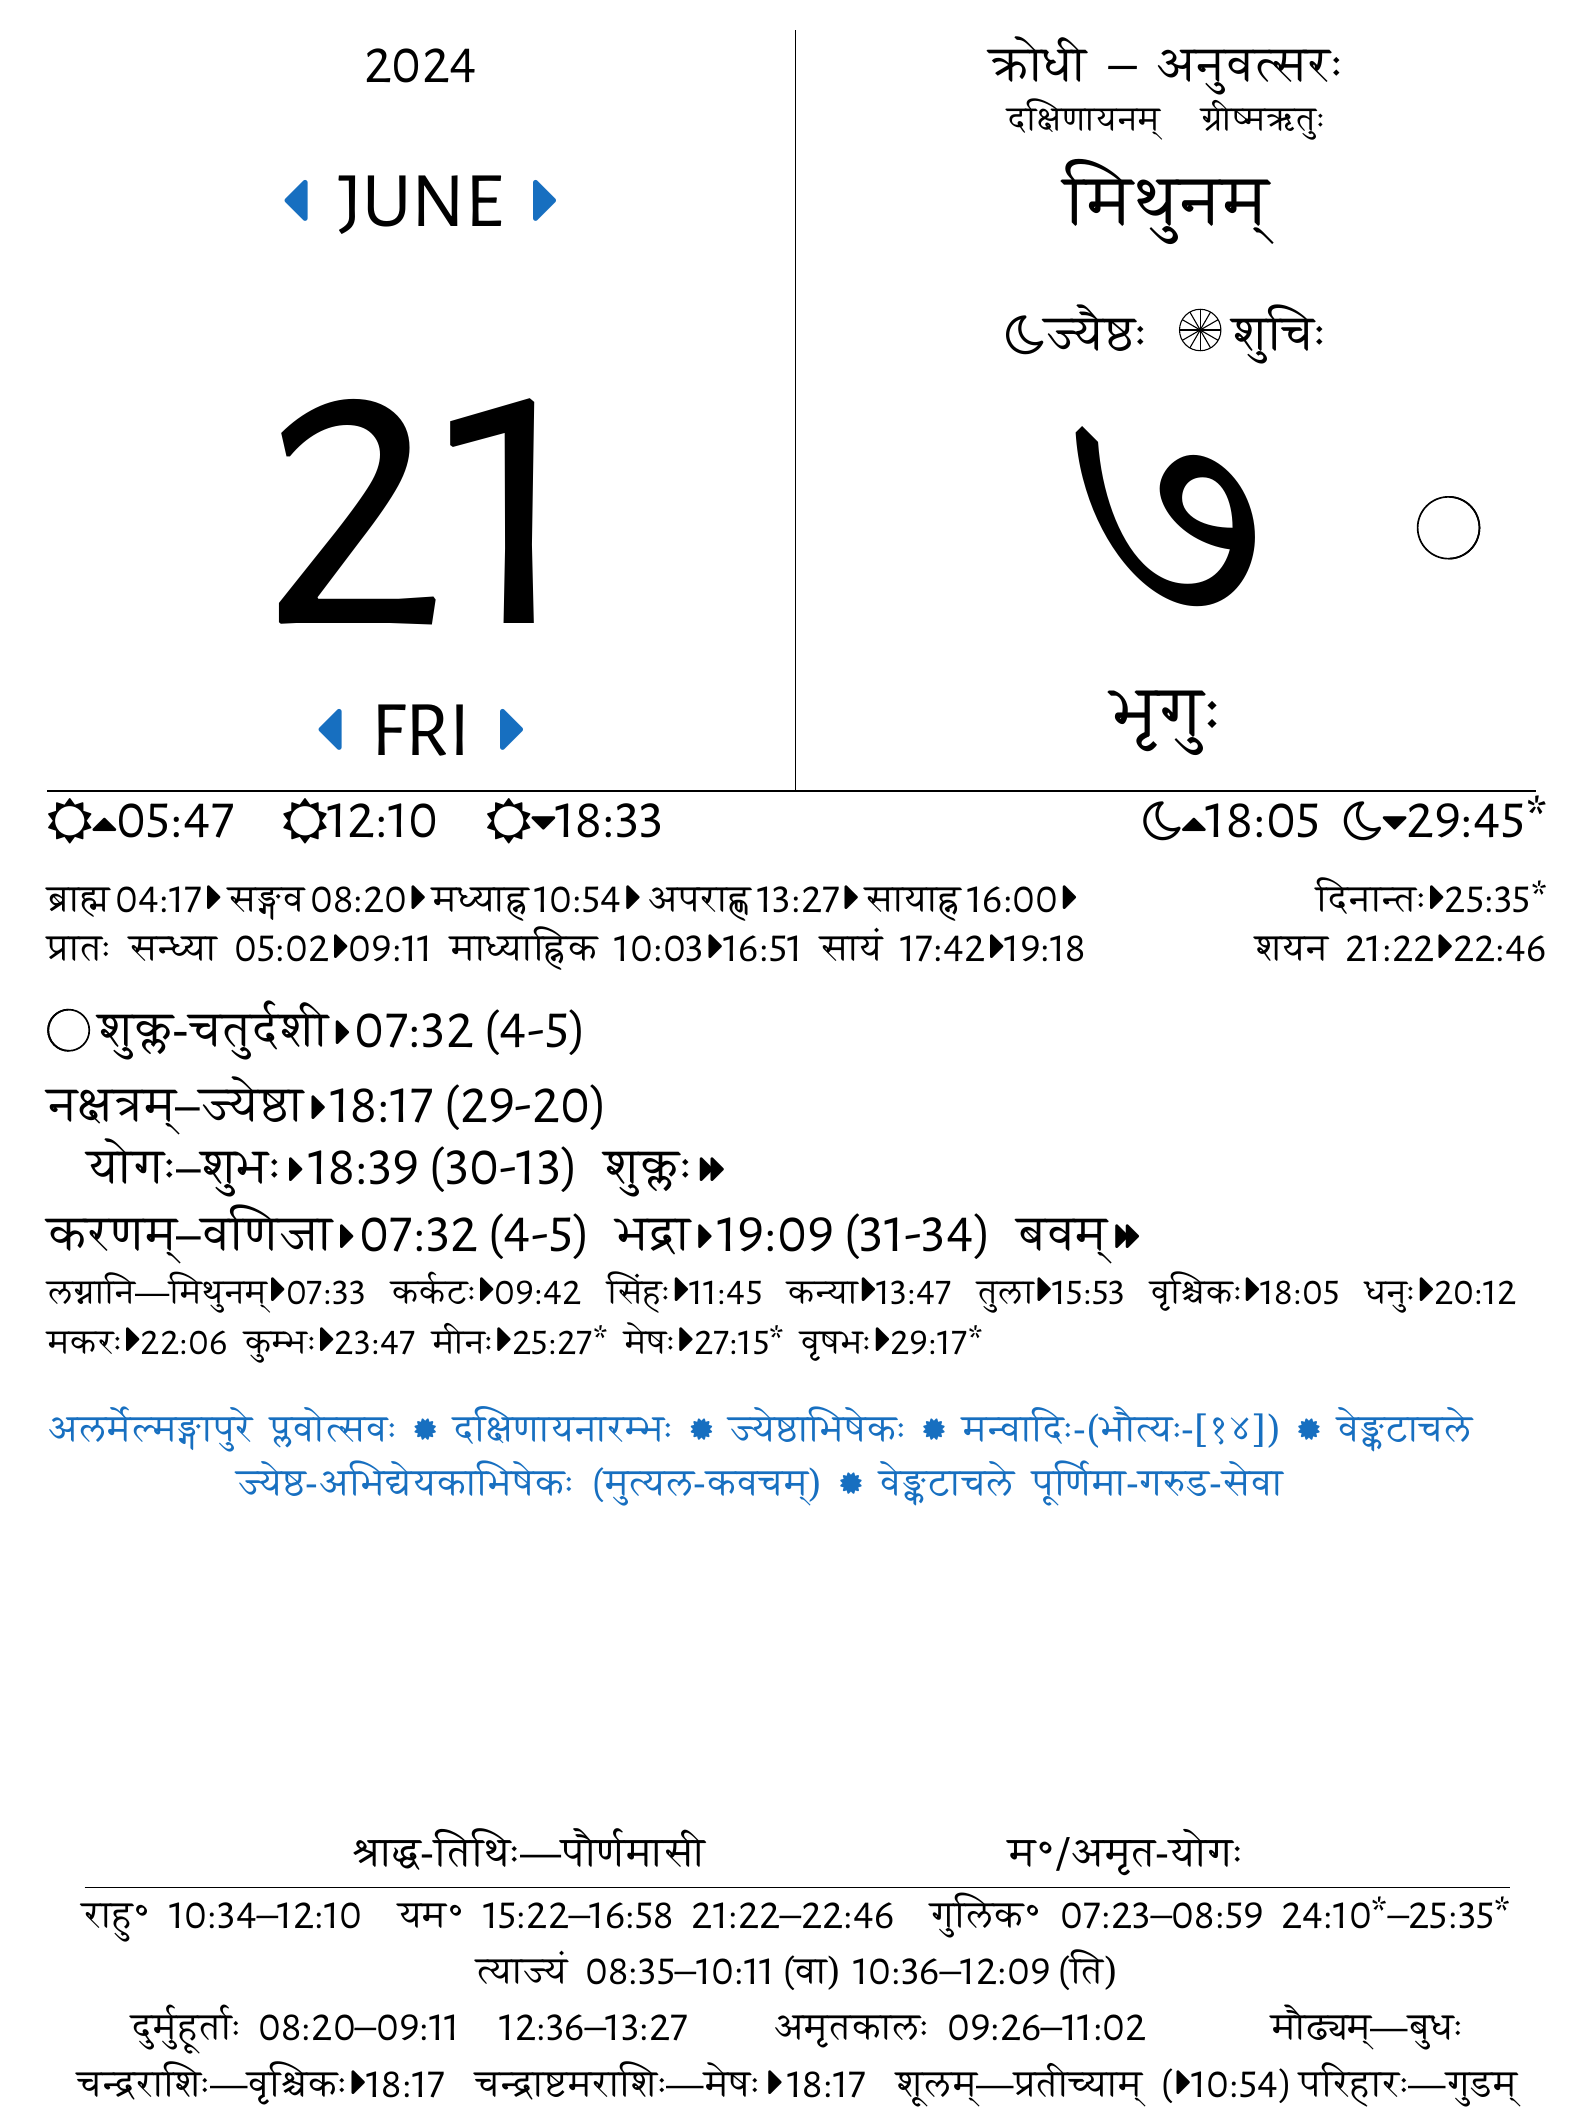 2024
JUNE
21
FRI
क्रोधी – अनुवत्सरः
दक्षिणायनम् ग्रीष्मऋतुः
मिथुनम्
ज्यैष्ठः शुचिः
७
भृगुः
05:47 12:10 18:33 18:05 29:45*
ब्राह्म 04:17 सङ्गव 08:20 मध्याह्न 10:54 अपराह्ण 13:27 सायाह्न 16:00 दिनान्तः 25:35*
प्रातः सन्ध्या 05:02 09:11 माध्याह्निक 10:03 16:51 सायं 17:42 19:18 शयन 21:22 22:46
शुक्ल-चतुर्दशी 07:32 (4-5)
नक्षत्रम्–ज्येष्ठा 18:17 (29-20)
योगः–शुभः 18:39 (30-13) शुक्लः
करणम्–वणिजा 07:32 (4-5) भद्रा 19:09 (31-34) बवम्
लग्नानि—मिथुनम् 07:33 कर्कटः 09:42 सिंहः 11:45 कन्या 13:47 तुला 15:53 वृश्चिकः 18:05 धनुः 20:12
मकरः 22:06 कुम्भः 23:47 मीनः 25:27* मेषः 27:15* वृषभः 29:17*
अलर्मेल्मङ्गापुरे प्लवोत्सवः ✹ दक्षिणायनारम्भः ✹ ज्येष्ठाभिषेकः ✹ मन्वादिः-(भौत्यः-[१४]) ✹ वेङ्कटाचले
ज्येष्ठ-अभिद्येयकाभिषेकः (मुत्यल-कवचम्) ✹ वेङ्कटाचले पूर्णिमा-गरुड-सेवा
श्राद्ध-तिथिः—पौर्णमासी म॰/अमृत-योगः
राहु॰ 10:34–12:10 यम॰ 15:22–16:58 21:22–22:46 गुलिक॰ 07:23–08:59 24:10*–25:35*
त्याज्यं 08:35–10:11 (वा) 10:36–12:09 (ति)
दुर्मुहूर्ताः 08:20–09:11 12:36–13:27 अमृतकालः 09:26–11:02 मौढ्यम्—बुधः
चन्द्रराशिः—वृश्चिकः 18:17 चन्द्राष्टमराशिः—मेषः 18:17 शूलम्—प्रतीच्याम् (10:54) परिहारः—गुडम्